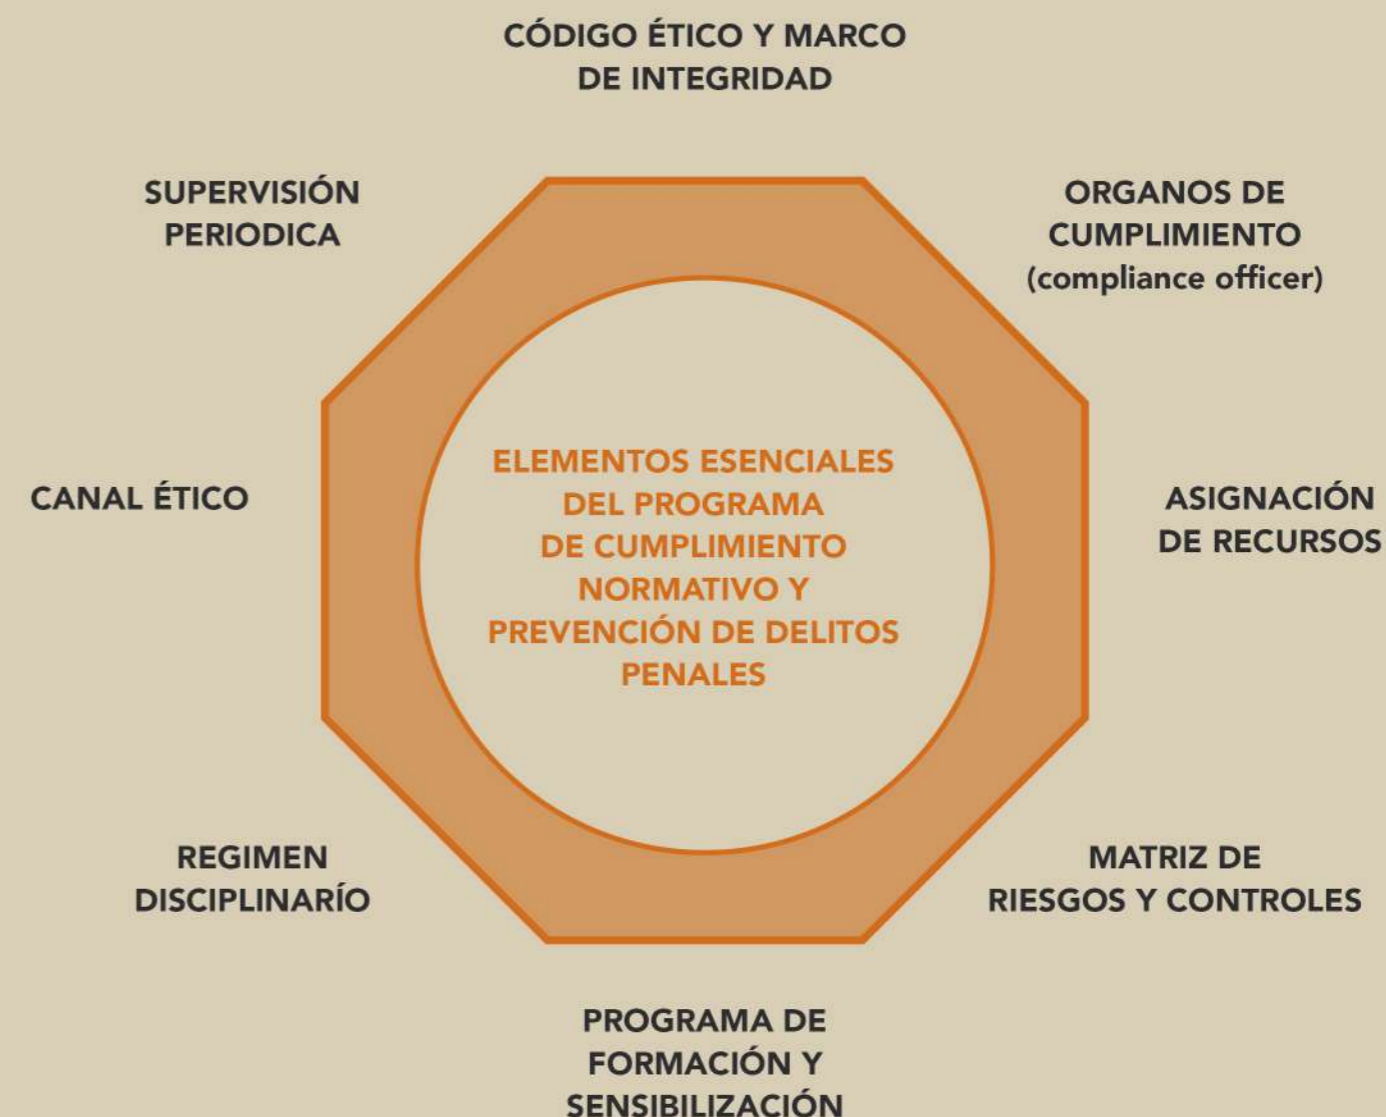 CÓDIGO ÉTICO Y MARCO
DE INTEGRIDAD
SUPERVISIÓN
PERIODICA
ORGANOS DE
CUMPLIMIENTO
(compliance officer)
CANAL ÉTICO
ELEMENTOS ESENCIALES
DEL PROGRAMA
DE CUMPLIMIENTO
NORMATIVO Y
PREVENCIÓN DE DELITOS
PENALES
ASIGNACIÓN
DE RECURSOS
REGIMEN
DISCIPLINARÍO
MATRIZ DE
RIESGOS Y CONTROLES
PROGRAMA DE
FORMACIÓN Y
SENSIBILIZACIÓN